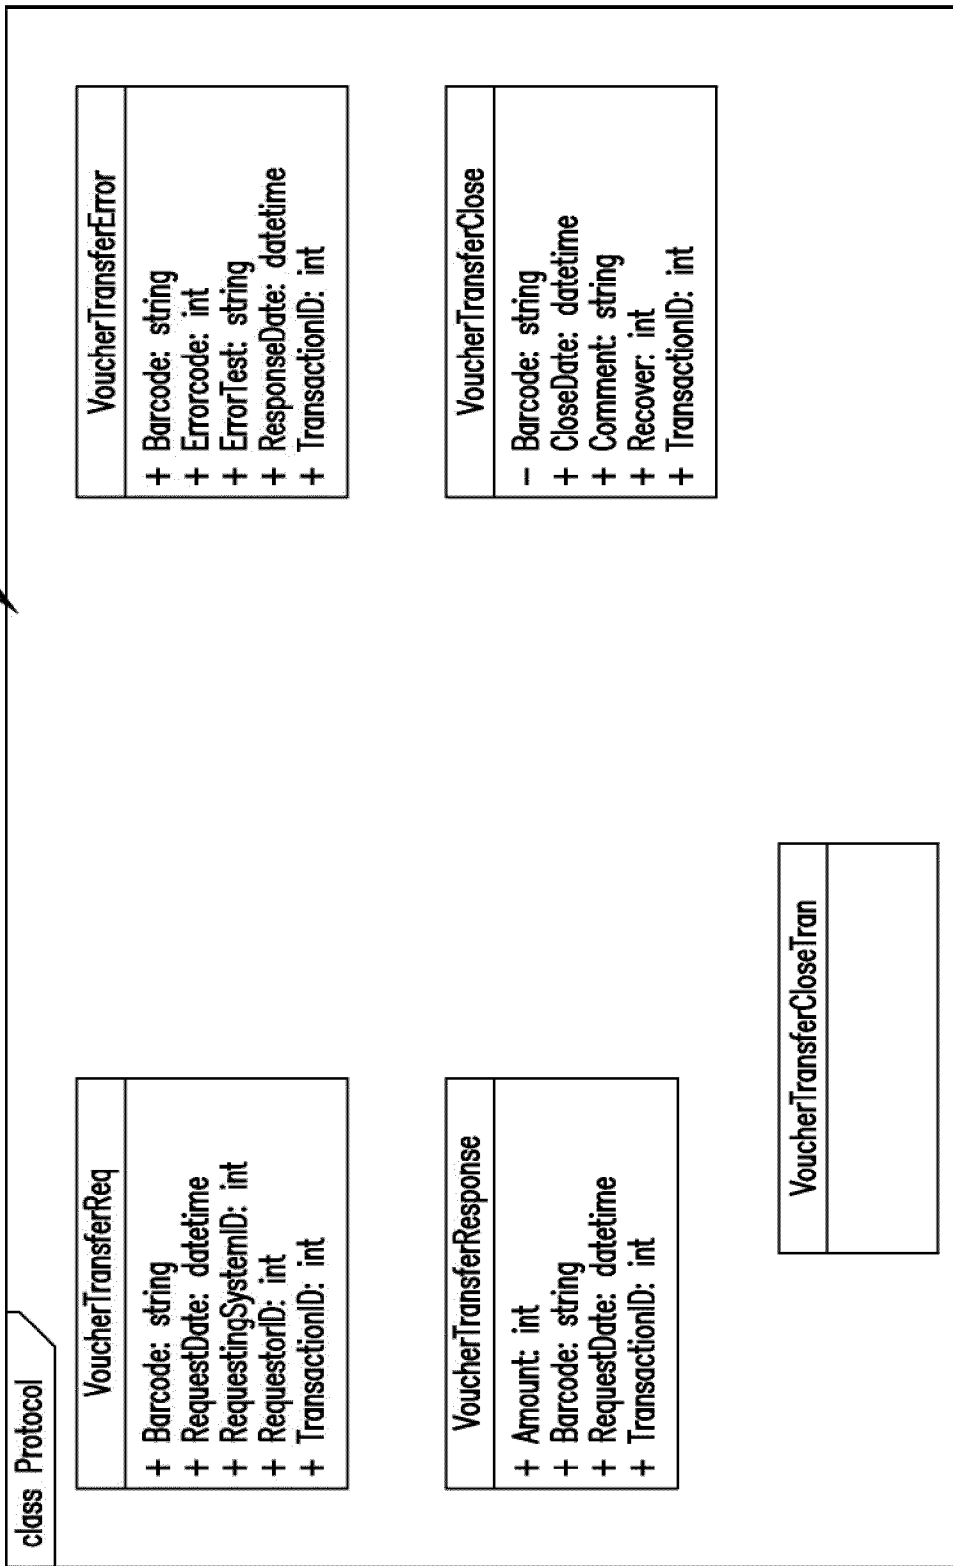 class Protocol
VoucherTransferReq
+ Barcode: string
+ RequestDate: datetime
+ RequestingSystemID: int
+ RequestorID: int
+ TransactionID: int
VoucherTransferError
+ Barcode: string
+ Errorcode: int
+ ErrorTest: string
+ ResponseDate: datetime
+ TransactionID: int
VoucherTransferResponse
+ Amount: int
+ Barcode: string
+ RequestDate: datetime
+ TransactionID: int
VoucherTransferClose
- Barcode: string
+ CloseDate: datetime
+ Comment: string
+ Recover: int
+ TransactionID: int
VoucherTransferCloseTran